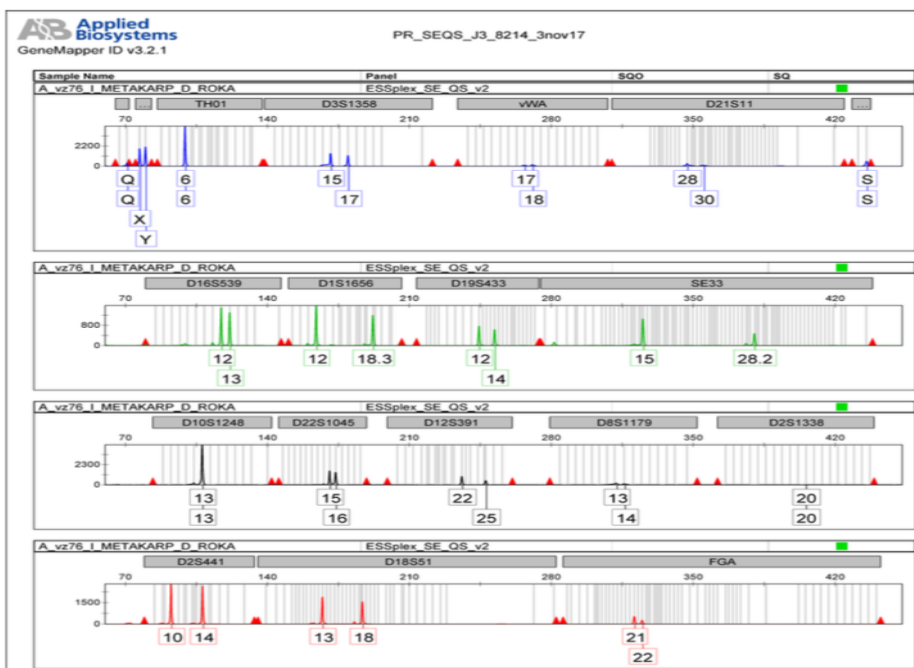 AB Applied Biosystems
GeneMapper ID v3.2.1
PR_SEQS_J3_8214_3nov17
Sample Name Panel SQO SQ
A_vz76_I_METAKARP_D_ROKA ESSplex_SE_QS_v2
... TH01 D3S1358 vWA D21S11 ...
70 140 210 280 350 420
2200
0
Q 6 15 17 28 S
Q 6 17 18 30 S
X
Y
A_vz76_I_METAKARP_D_ROKA ESSplex_SE_QS_v2
D16S539 D1S1656 D19S433 SE33
70 140 210 280 350 420
800
0
12 12 18.3 12 15 28.2
13 14
A_vz76_I_METAKARP_D_ROKA ESSplex_SE_QS_v2
D10S1248 D22S1045 D12S391 D8S1179 D2S1338
70 140 210 280 350 420
2300
0
13 15 22 13 20
13 16 25 14 20
A_vz76_I_METAKARP_D_ROKA ESSplex_SE_QS_v2
D2S441 D18S51 FGA
70 140 210 280 350 420
1500
0
10 14 13 18 21
22